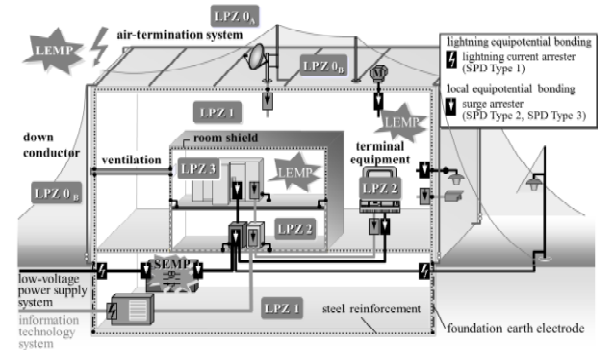 LPZ 0A
air-termination system
LEMP
LPZ 0B
lightning equipotential bonding
lightning current arrester
(SPD Type 1)
local equipotential bonding
surge arrester
(SPD Type 2, SPD Type 3)
LPZ 1
LEMP
down
conductor
room shield
terminal
equipment
ventilation
LPZ 3
LEMP
LPZ 2
LPZ 0B
LPZ 2
SEMP
low-voltage
power supply
system
LPZ 1
steel reinforcement
information
technology
system
foundation earth electrode